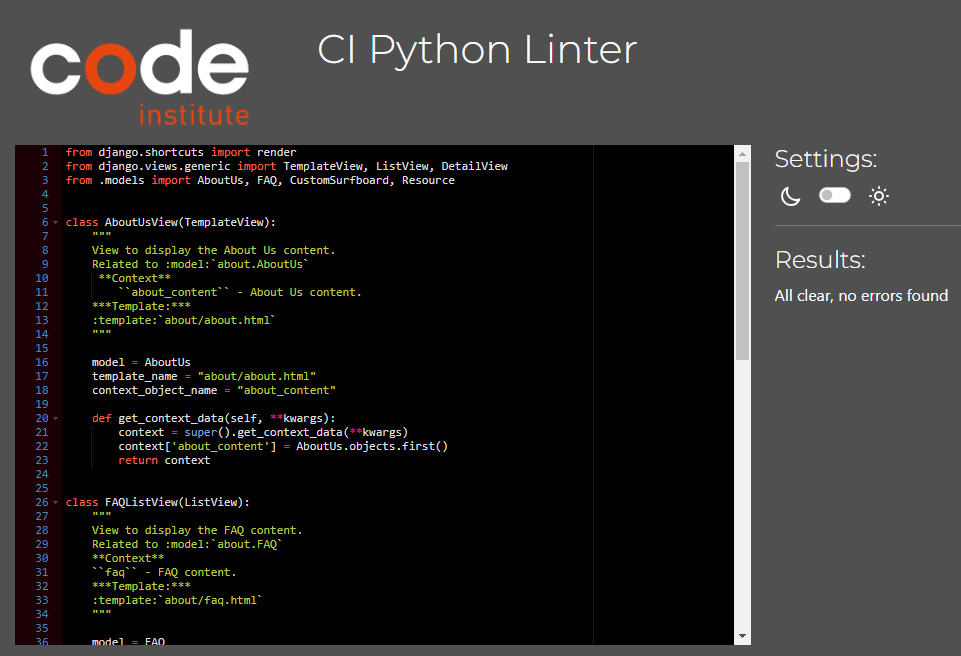 code
institute
CI Python Linter
1 from django.shortcuts import render
2 from django.views.generic import TemplateView, ListView, DetailView
3 from .models import AboutUs, FAQ, CustomSurfboard, Resource
4
5
6 class AboutUsView(TemplateView):
7     """
8     View to display the About Us content.
9     Related to :model:`about.AboutUs`
10      **Context**
11         ``about_content`` - About Us content.
12     ***Template:***
13     :template:`about/about.html`
14     """
15
16     model = AboutUs
17     template_name = "about/about.html"
18     context_object_name = "about_content"
19
20     def get_context_data(self, **kwargs):
21         context = super().get_context_data(**kwargs)
22         context['about_content'] = AboutUs.objects.first()
23         return context
24
25
26 class FAQListView(ListView):
27     """
28     View to display the FAQ content.
29     Related to :model:`about.FAQ`
30     **Context**
31     ``faq`` - FAQ content.
32     ***Template:***
33     :template:`about/faq.html`
34     """
35
36     model = FAQ
Settings:
Results:
All clear, no errors found